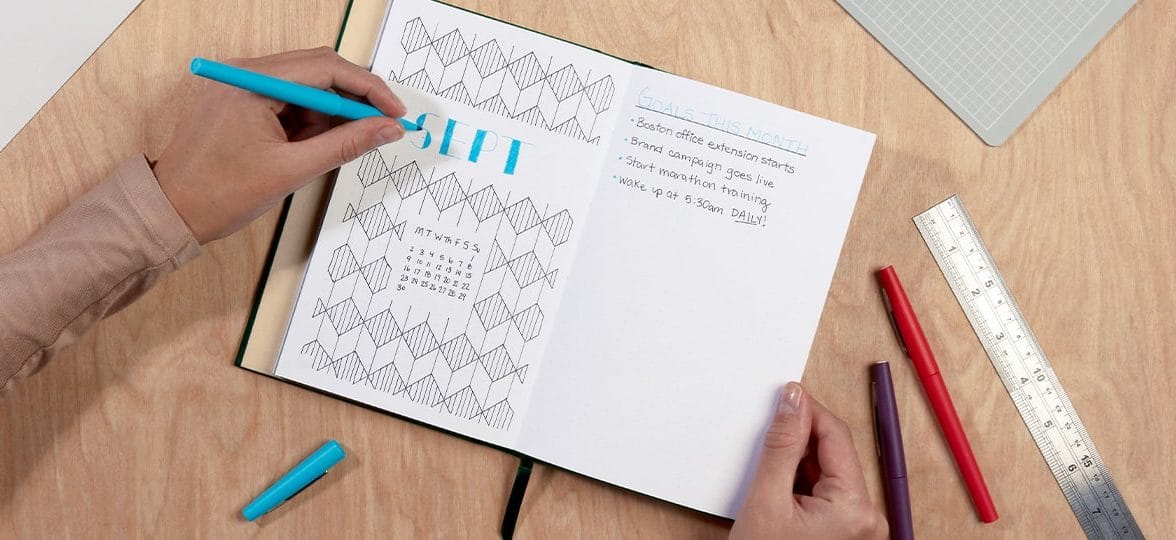 SEPT
M T W Th F S Su
1
2 3 4 5 6 7 8
9 10 11 12 13 14 15
16 17 18 19 20 21 22
23 24 25 26 27 28 29
30
GOALS THIS MONTH
• Boston office extension starts
• Brand campaign goes live
• Start marathon training
• Wake up at 5:30am DAILY!
1
2
3
4
5
6
7
5
10
15